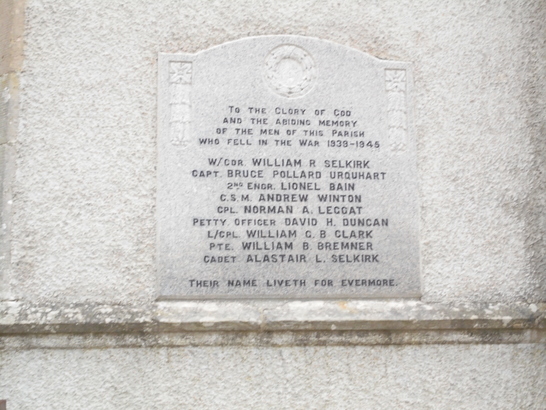 To the Glory of God
and the abiding memory
of the men of this Parish
who fell in the War 1939-1945
W/Cdr. William R Selkirk
Capt. Bruce Pollard Urquhart
2ND Engr. Lionel Bain
C.S.M. Andrew Winton
Cpl. Norman A. Leggat
Petty Officer David H. Duncan
L/Cpl. William G. B Clark
Pte. William B. Bremner
Cadet Alastair L. Selkirk
Their name liveth for evermore.